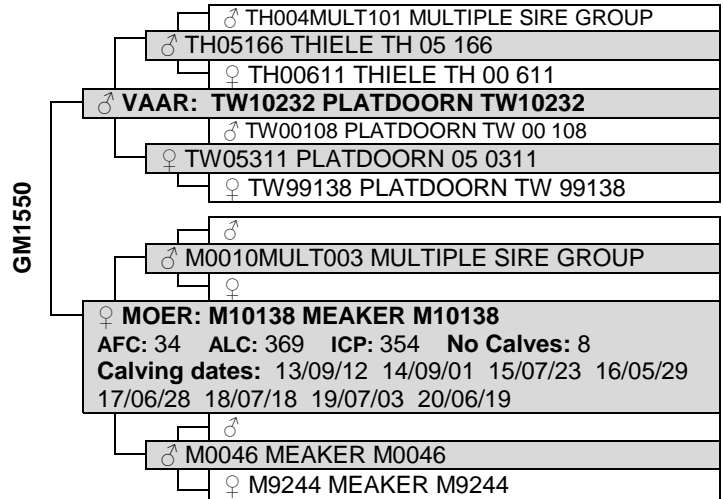 ♂ TH004MULT101 MULTIPLE SIRE GROUP
♂ TH05166 THIELE TH 05 166
♀ TH00611 THIELE TH 00 611
♂ VAAR: TW10232 PLATDOORN TW10232
♂ TW00108 PLATDOORN TW 00 108
♀ TW05311 PLATDOORN 05 0311
♀ TW99138 PLATDOORN TW 99138
GM1550
♂
♂ M0010MULT003 MULTIPLE SIRE GROUP
♀
♀ MOER: M10138 MEAKER M10138
AFC: 34 ALC: 369 ICP: 354 No Calves: 8
Calving dates: 13/09/12 14/09/01 15/07/23 16/05/29
17/06/28 18/07/18 19/07/03 20/06/19
♂
♂ M0046 MEAKER M0046
♀ M9244 MEAKER M9244